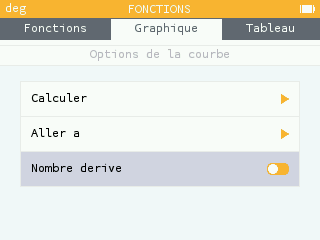 deg FONCTIONS
Fonctions Graphique Tableau
Options de la courbe
Calculer
Aller a
Nombre derive